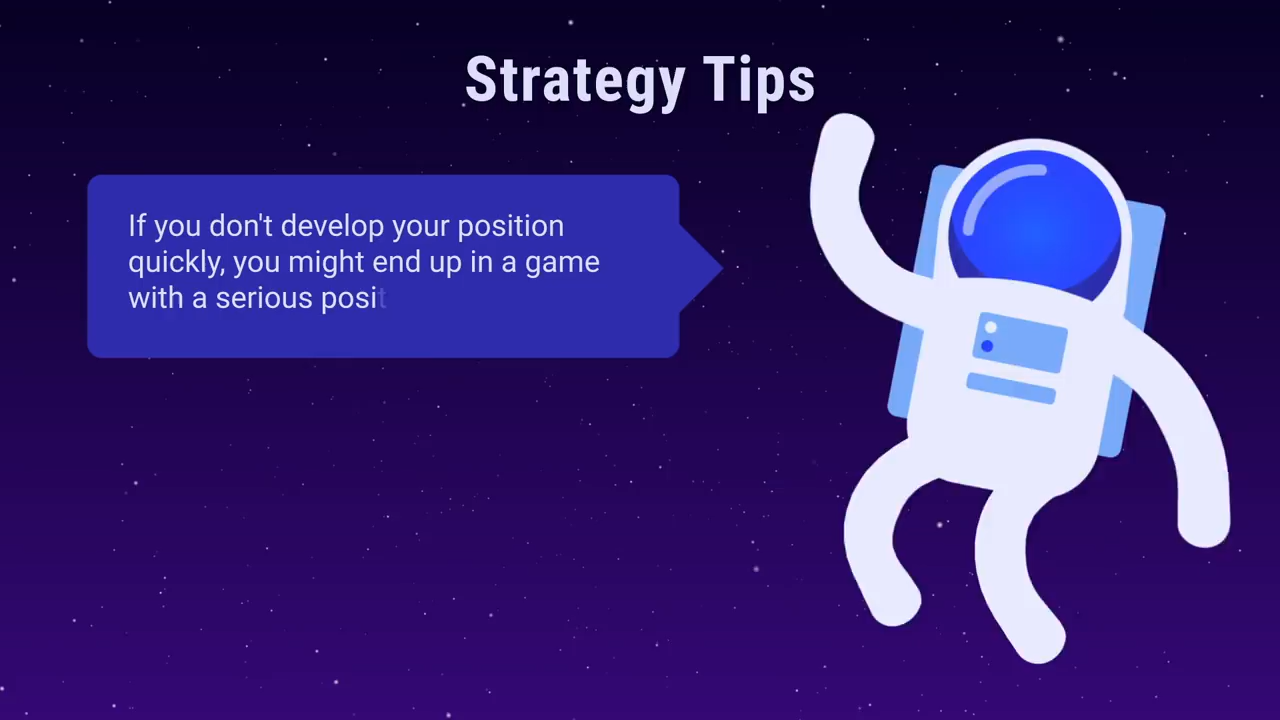 Strategy Tips
If you don't develop your position
quickly, you might end up in a game
with a serious posit